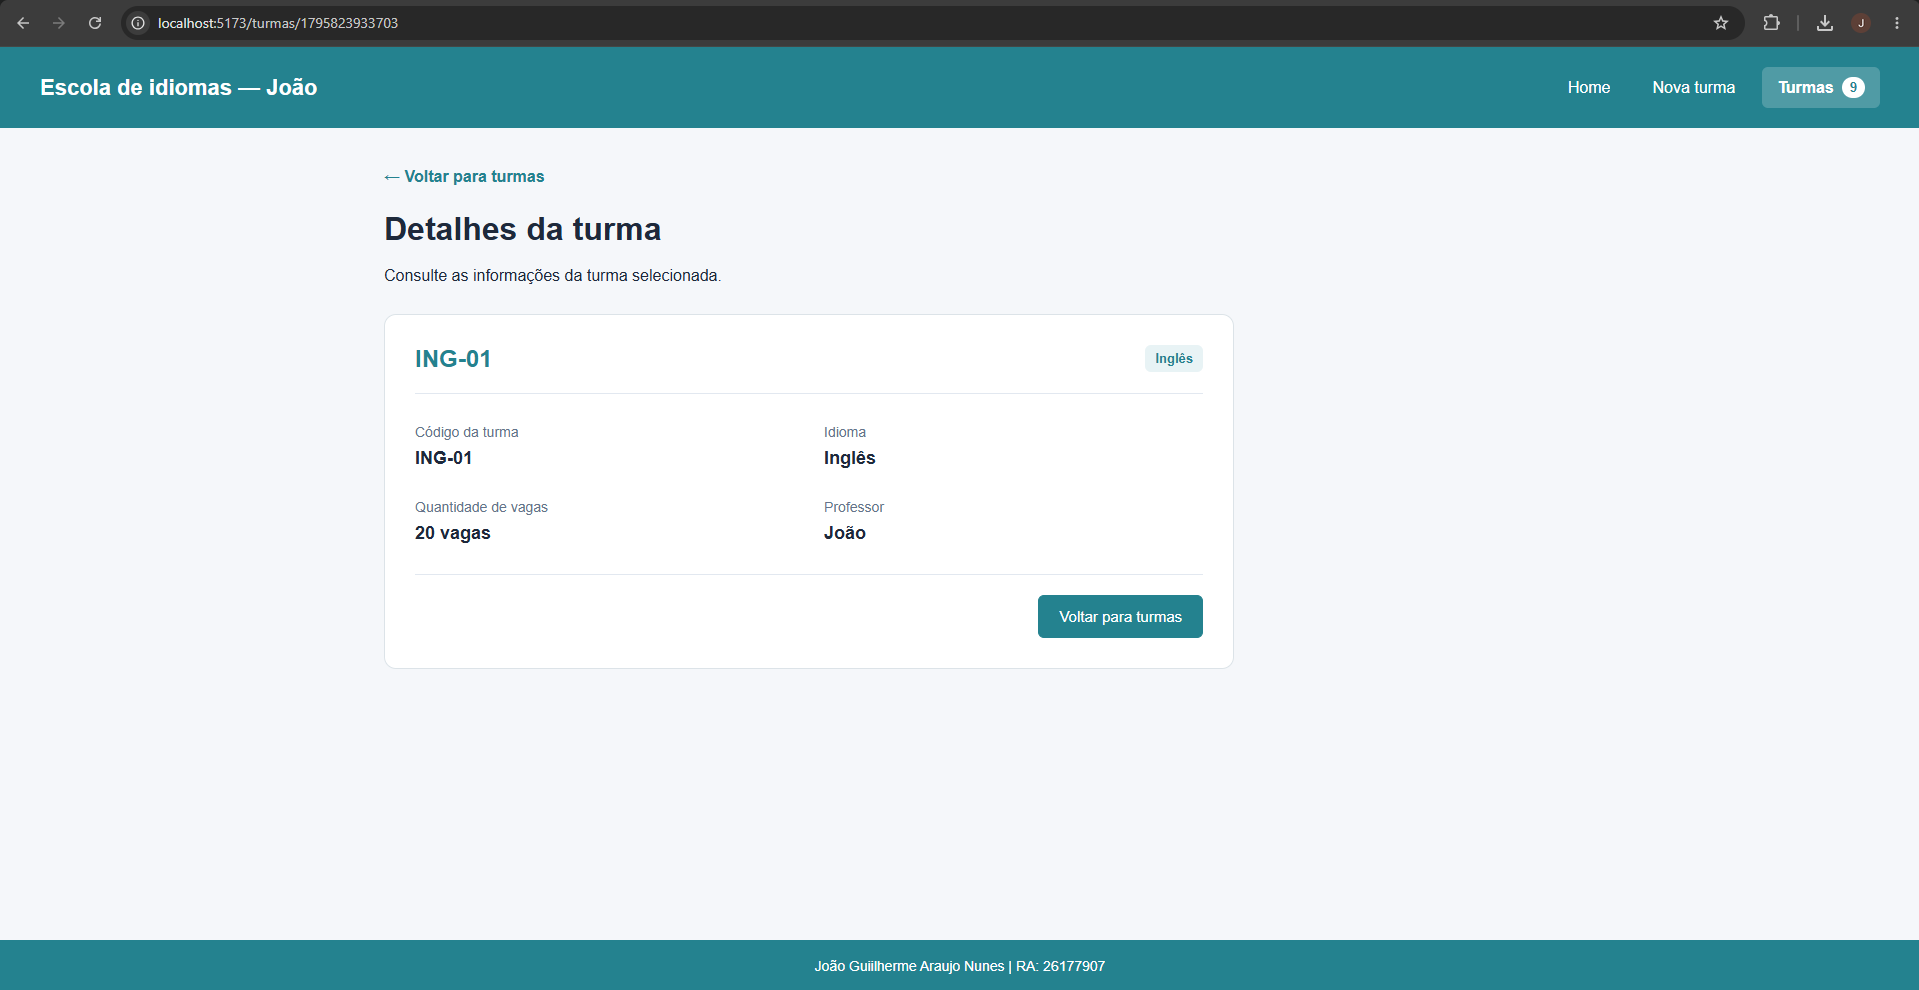 localhost:5173/turmas/1795823933703
J
Escola de idiomas — João
Home
Nova turma
Turmas 9
← Voltar para turmas
Detalhes da turma
Consulte as informações da turma selecionada.
ING-01
Inglês
Código da turma
ING-01
Idioma
Inglês
Quantidade de vagas
20 vagas
Professor
João
Voltar para turmas
João Guiilherme Araujo Nunes | RA: 26177907